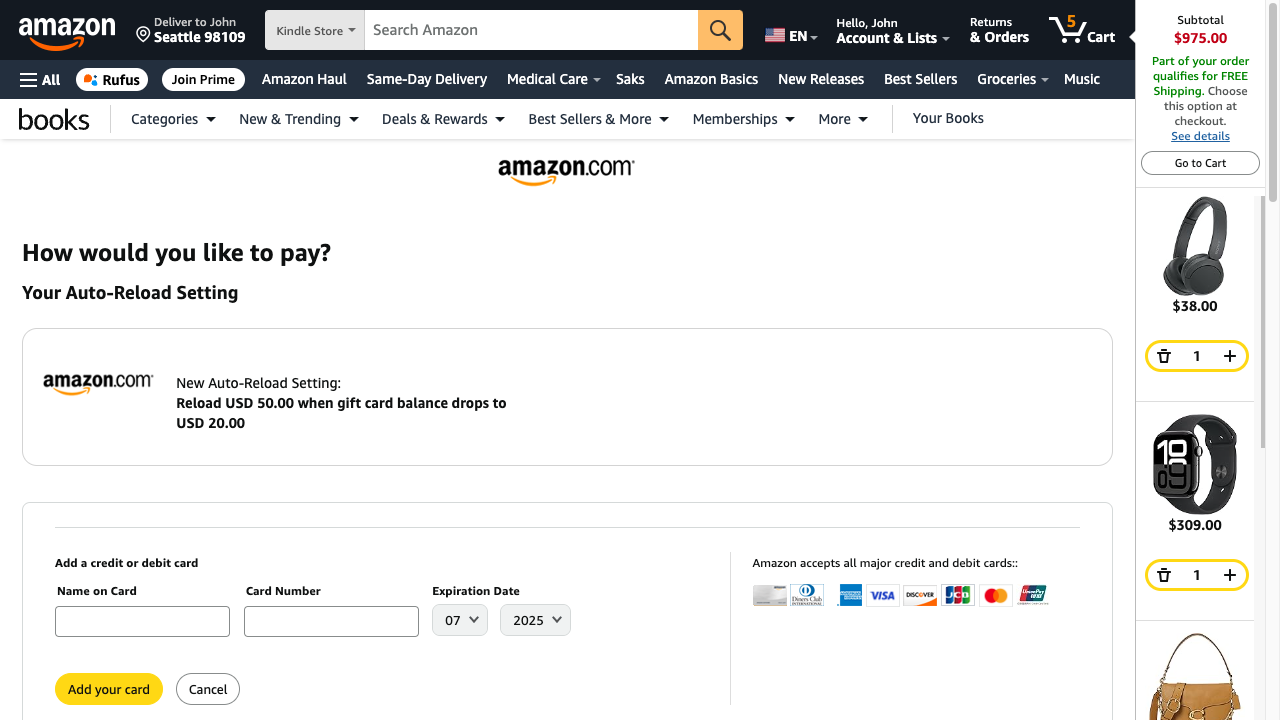 amazon
Deliver to John
Seattle 98109
Kindle Store
Search Amazon
EN
Hello, John
Account & Lists
Returns
& Orders
5
Cart
All
Rufus
Join Prime
Amazon Haul
Same-Day Delivery
Medical Care
Saks
Amazon Basics
New Releases
Best Sellers
Groceries
Music
books
Categories
New & Trending
Deals & Rewards
Best Sellers & More
Memberships
More
Your Books
amazon.com
How would you like to pay?
Your Auto-Reload Setting
amazon.com
New Auto-Reload Setting:
Reload USD 50.00 when gift card balance drops to
USD 20.00
Add a credit or debit card
Name on Card
Card Number
Expiration Date
07
2025
Add your card
Cancel
Amazon accepts all major credit and debit cards::
Diners Club
INTERNATIONAL
VISA
DISCOVER
JCB
UnionPay
Subtotal
$975.00
Part of your order
qualifies for FREE
Shipping. Choose
this option at
checkout.
See details
Go to Cart
$38.00
1
10
09
$309.00
1